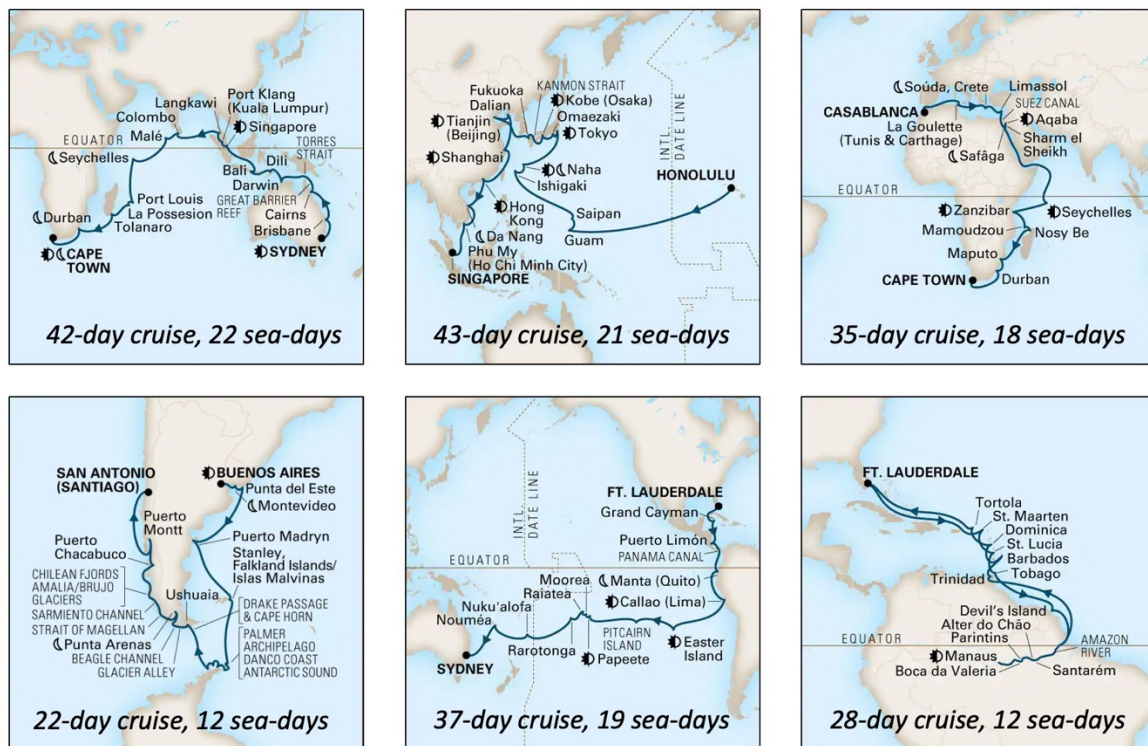 Port Klang
(Kuala Lumpur)
Langkawi
Colombo
Singapore
Malé
EQUATOR
TORRES
STRAIT
Seychelles
Dili
Bali
Darwin
GREAT BARRIER
REEF
Port Louis
La Possesion
Tolanaro
Durban
Cairns
Brisbane
CAPE
TOWN
SYDNEY
42-day cruise, 22 sea-days
KANMON STRAIT
Fukuoka
Dalian
Kobe (Osaka)
Omaezaki
Tianjin
(Beijing)
Tokyo
INTL.
DATE LINE
Shanghai
Naha
Ishigaki
HONOLULU
Hong
Kong
Saipan
Guam
Da Nang
Phu My
(Ho Chi Minh City)
SINGAPORE
43-day cruise, 21 sea-days
Soúda, Crete
Limassol
CASABLANCA
SUEZ CANAL
Aqaba
La Goulette
(Tunis & Carthage)
Sharm el
Sheikh
Safâga
EQUATOR
Zanzibar
Seychelles
Mamoudzou
Nosy Be
Maputo
CAPE TOWN
Durban
35-day cruise, 18 sea-days
SAN ANTONIO
(SANTIAGO)
BUENOS AIRES
Punta del Este
Montevideo
Puerto
Montt
Puerto Madryn
Puerto
Chacabuco
Stanley,
Falkland Islands/
Islas Malvinas
CHILEAN FJORDS
AMALIA/BRUJO
GLACIERS
Ushuaia
SARMIENTO CHANNEL
DRAKE PASSAGE
& CAPE HORN
STRAIT OF MAGELLAN
Punta Arenas
PALMER
ARCHIPELAGO
BEAGLE CHANNEL
DANCO COAST
GLACIER ALLEY
ANTARCTIC SOUND
22-day cruise, 12 sea-days
INTL.
DATE LINE
FT. LAUDERDALE
Grand Cayman
Puerto Limón
PANAMA CANAL
EQUATOR
Moorea
Raiatea
Manta (Quito)
Callao (Lima)
Nuku'alofa
Nouméa
PITCAIRN
ISLAND
Easter
Island
SYDNEY
Rarotonga
Papeete
37-day cruise, 19 sea-days
FT. LAUDERDALE
Tortola
St. Maarten
Dominica
St. Lucia
Barbados
Tobago
Trinidad
Devil's Island
Alter do Chão
Parintins
EQUATOR
AMAZON
RIVER
Manaus
Boca da Valeria
Santarém
28-day cruise, 12 sea-days